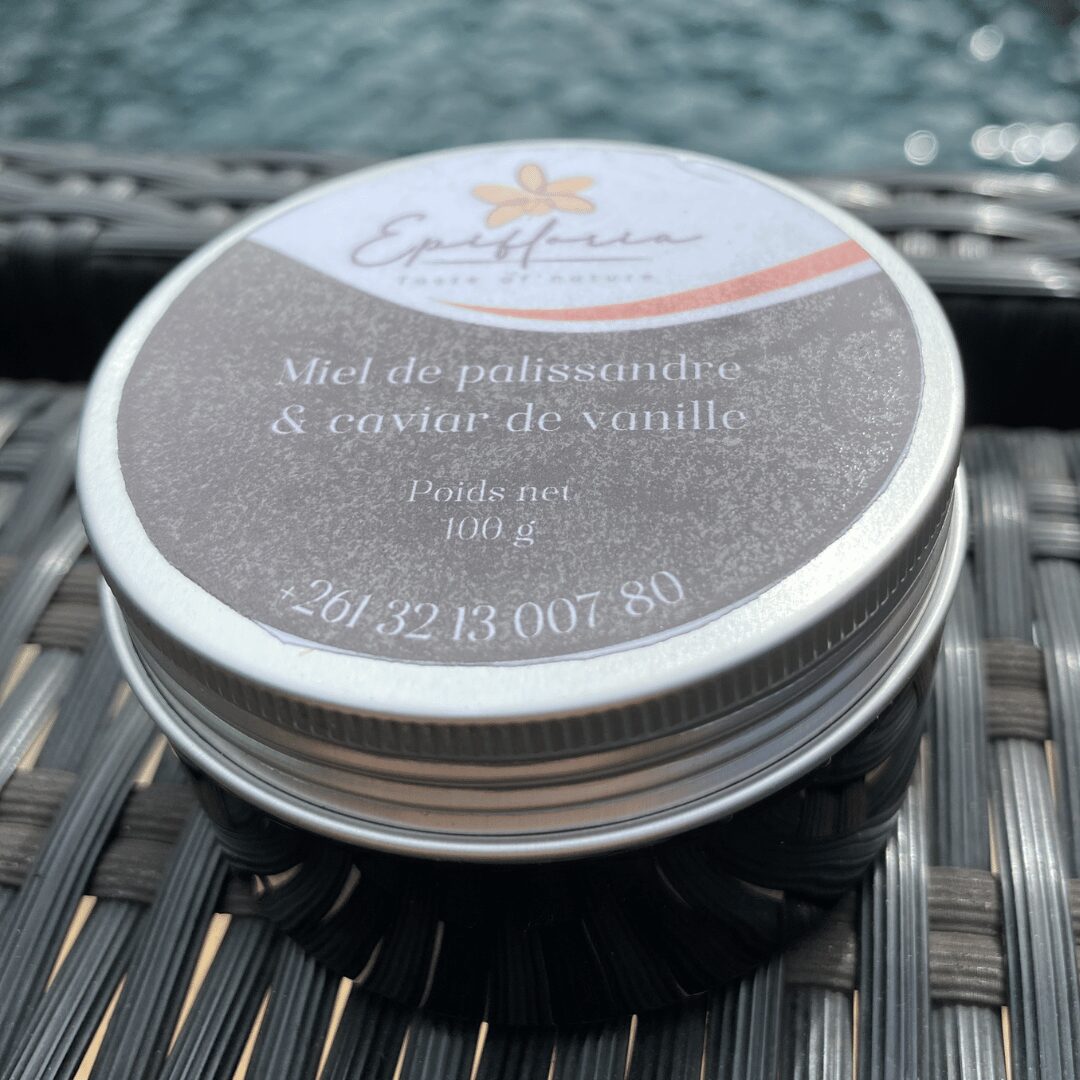 Epifloria
Taste of nature
Miel de palissandre
& caviar de vanille
Poids net
100 g
+261 32 13 007 80